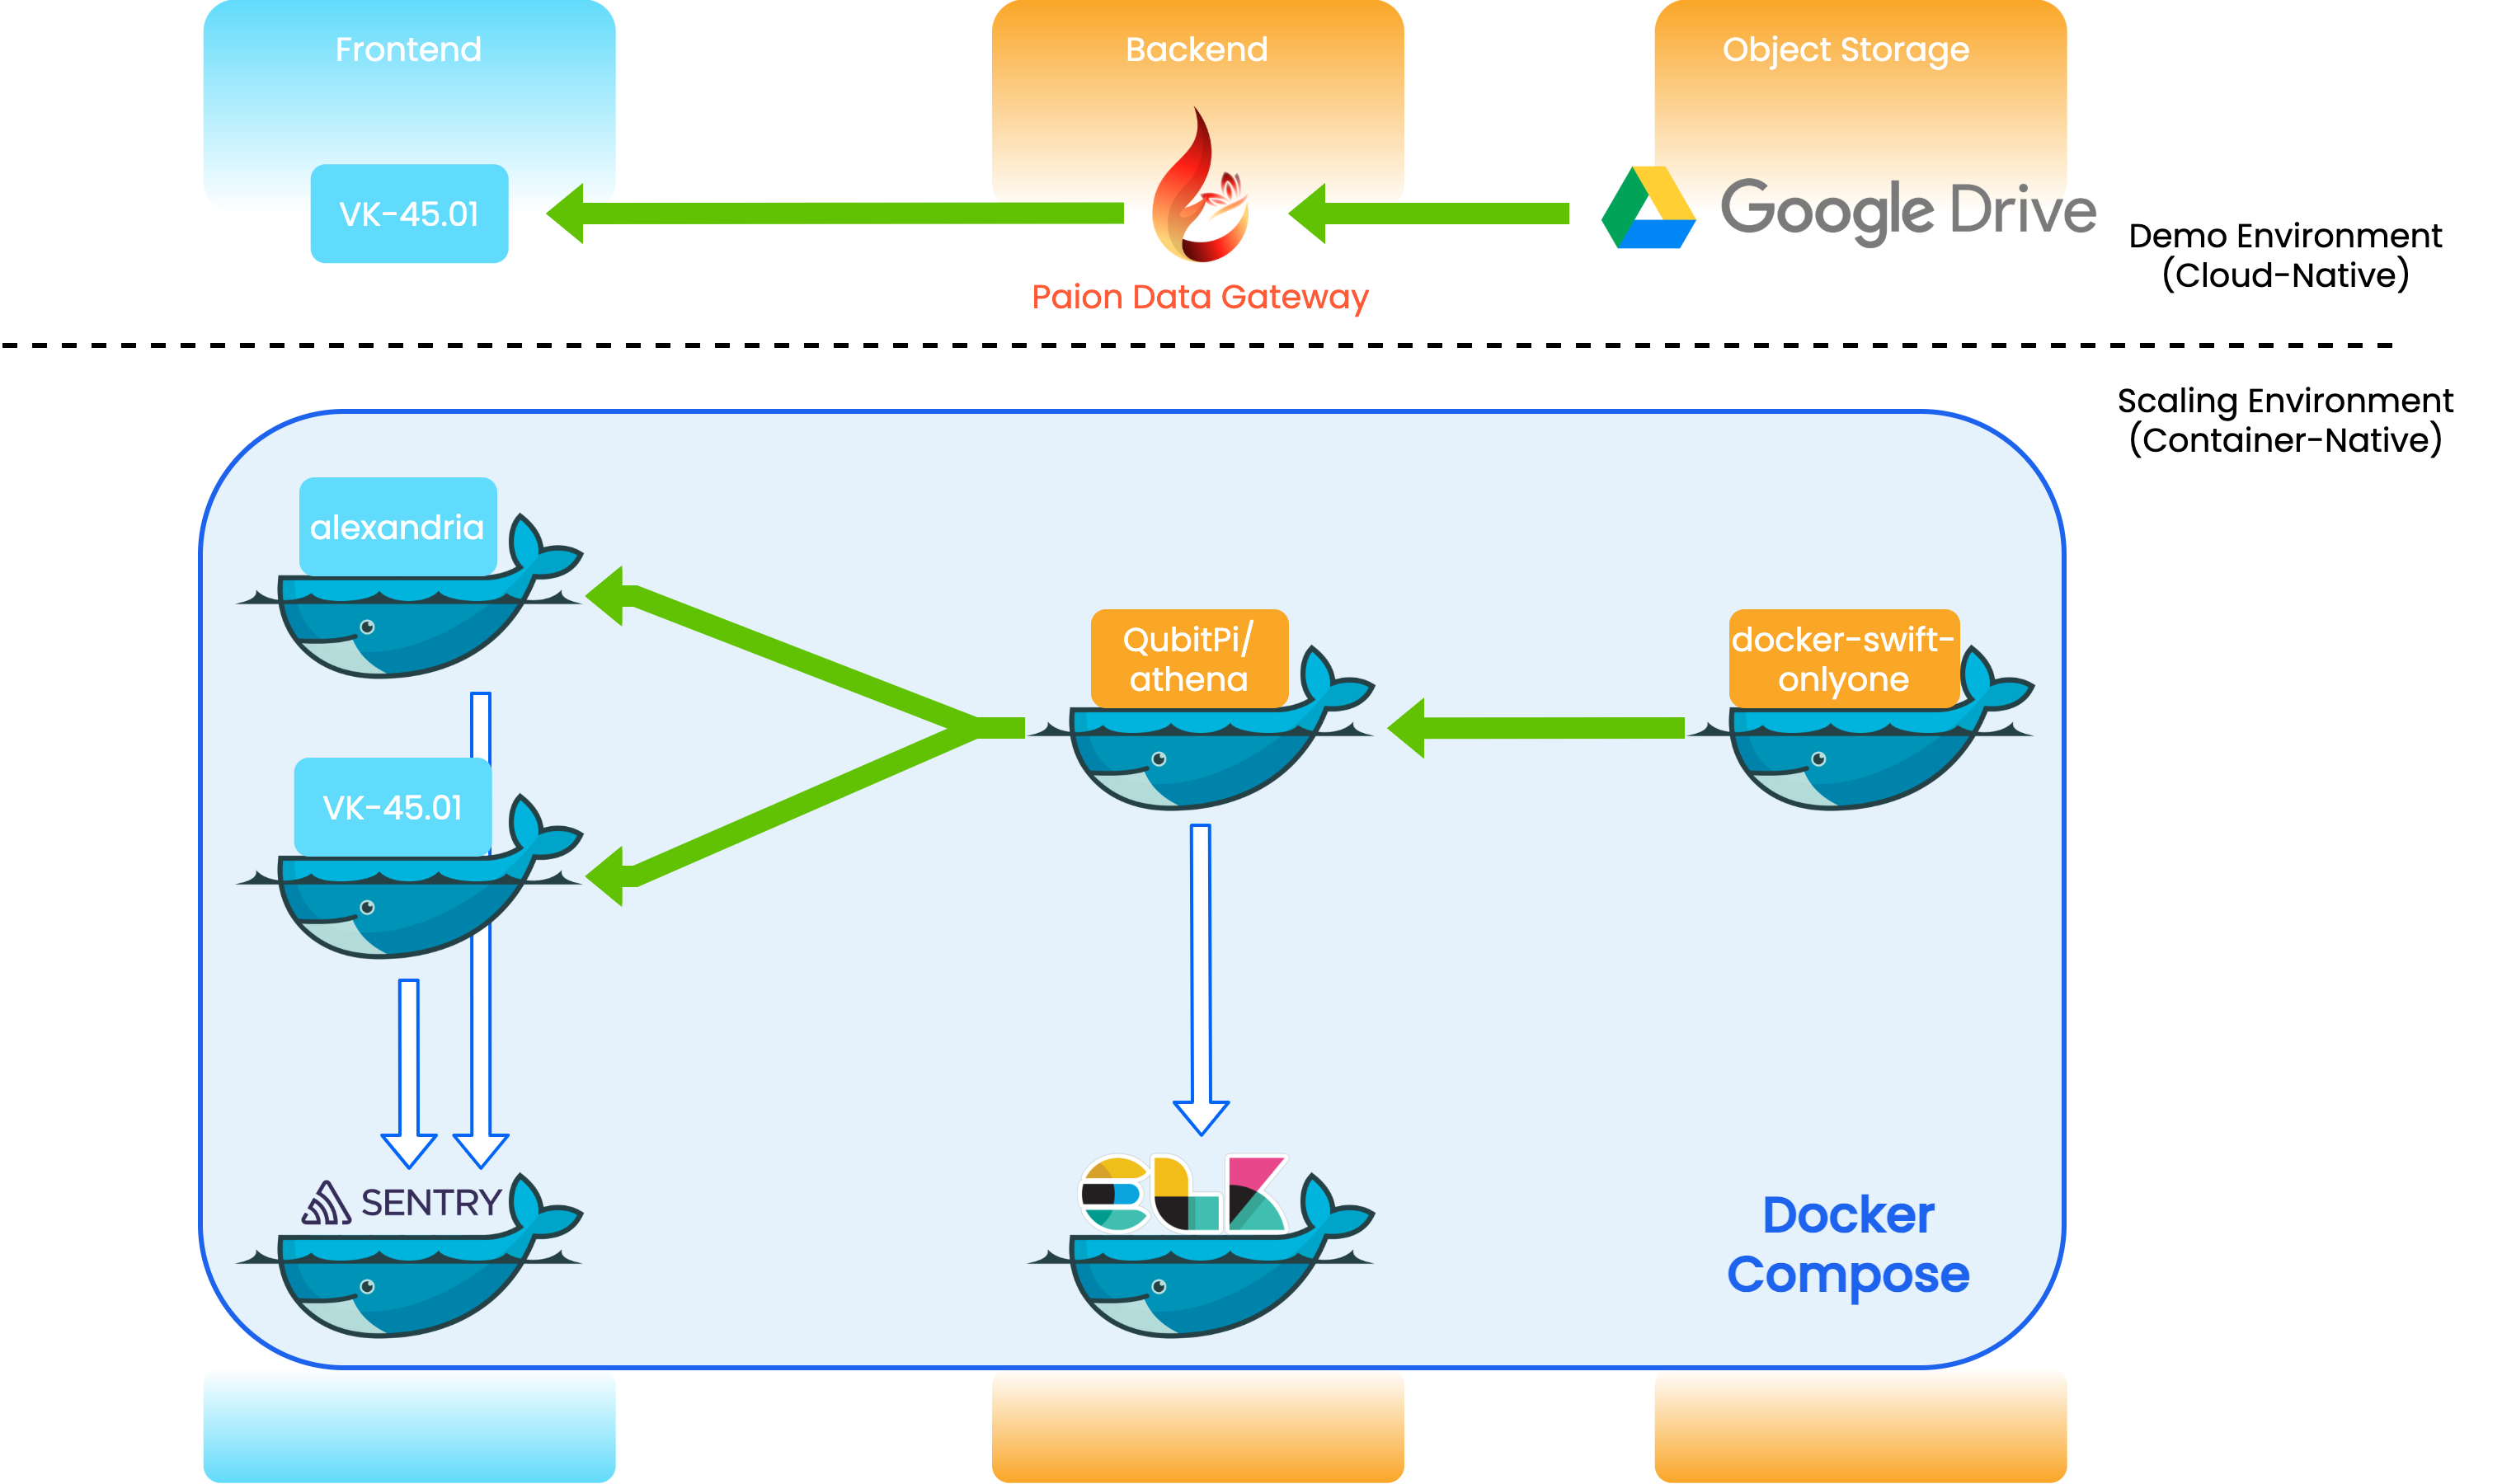 Frontend
Backend
Object Storage
VK-45.01
Google Drive
Paion Data Gateway
Demo Environment
(Cloud-Native)
Scaling Environment
(Container-Native)
alexandria
QubitPi/
athena
docker-swift-
onlyone
VK-45.01
SENTRY
ELK
Docker
Compose